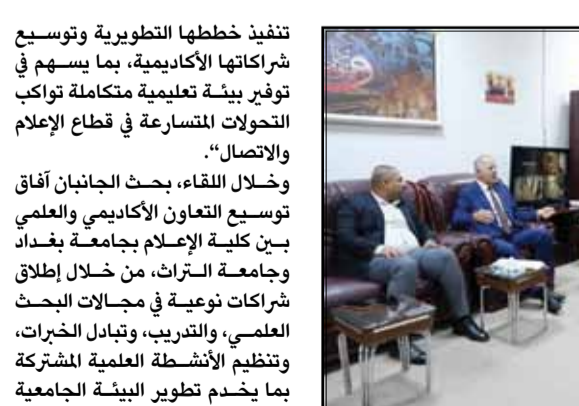 تنفيذ خططها التطويرية وتوسيع
شراكاتها الأكاديمية، بما يسهم في
توفير بيئة تعليمية متكاملة تواكب
التحولات المتسارعة في قطاع الإعلام
والاتصال“.
وخلال اللقاء، بحث الجانبان آفاق
توسيع التعاون الأكاديمي والعلمي
بين كلية الإعلام بجامعة بغداد
وجامعة التراث، من خلال إطلاق
شراكات نوعية في مجالات البحث
العلمي، والتدريب، وتبادل الخبرات،
وتنظيم الأنشطة العلمية المشتركة
بما يخدم تطوير البيئة الجامعية